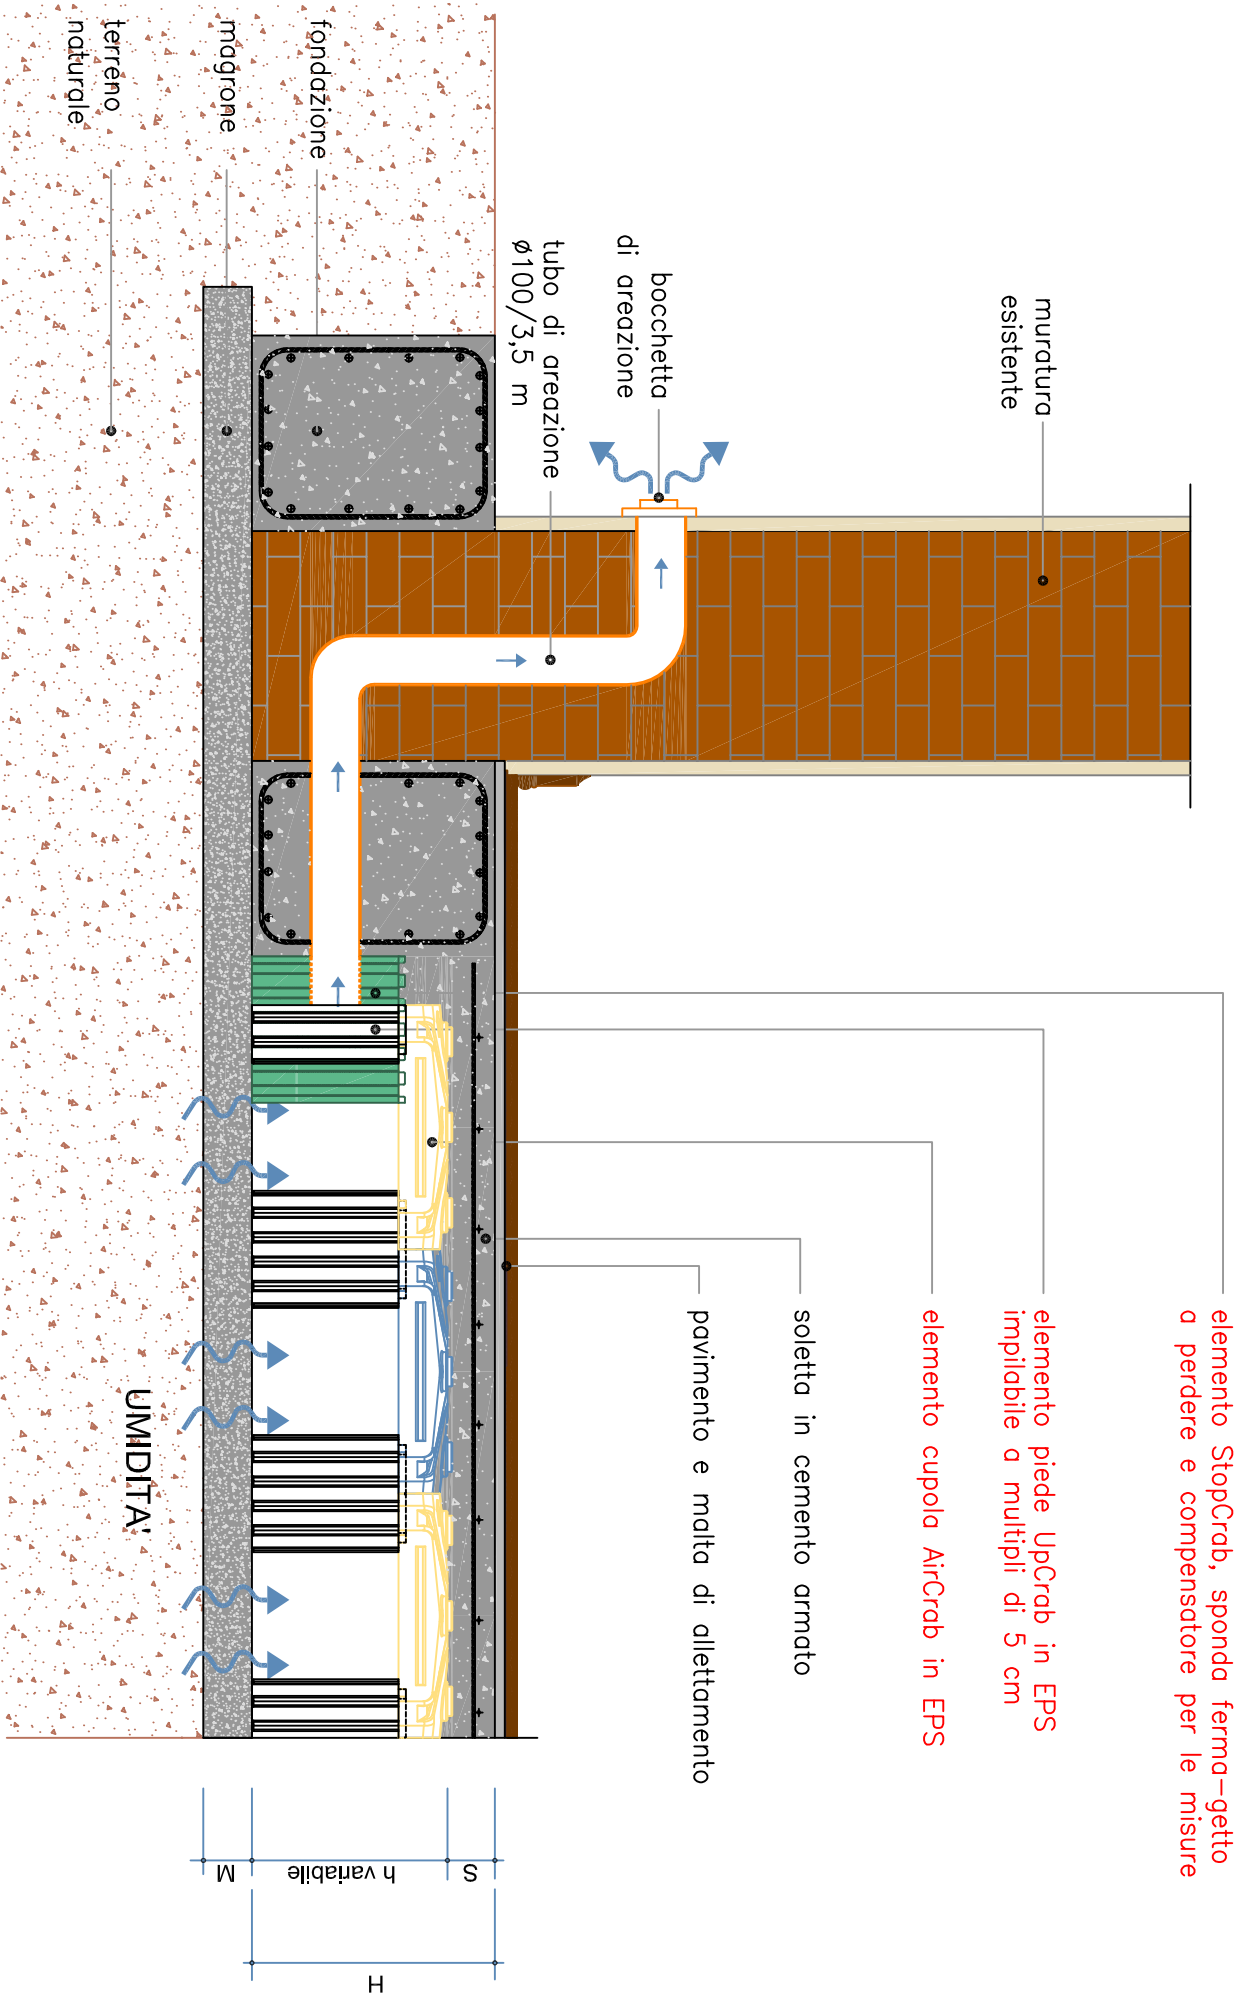 elemento StopCrab, sponda ferma-getto
a perdere e compensatore per le misure
elemento piede UpCrab in EPS
impilabile a multipli di 5 cm
elemento cupola AirCrab in EPS
soletta in cemento armato
pavimento e malta di allettamento
muratura
esistente
bocchetta
di areazione
tubo di areazione
ø100/3,5 m
fondazione
magrone
terreno
naturale
UMIDITA'
S
h variabile
M
H